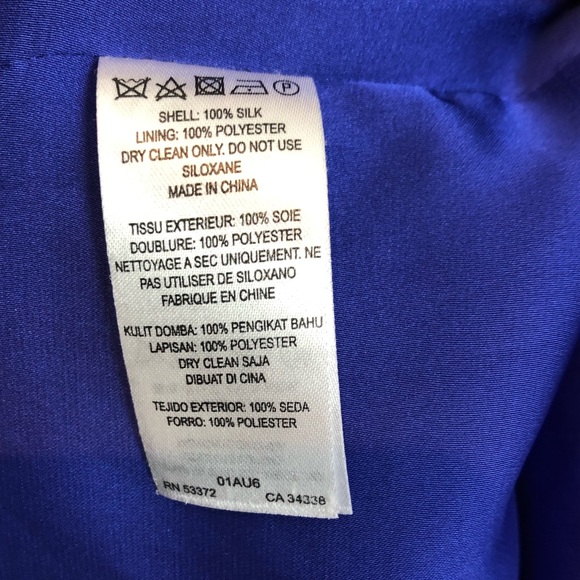 P
SHELL: 100% SILK
LINING: 100% POLYESTER
DRY CLEAN ONLY. DO NOT USE
SILOXANE
MADE IN CHINA
TISSU EXTERIEUR: 100% SOIE
DOUBLURE: 100% POLYESTER
NETTOYAGE A SEC UNIQUEMENT. NE
PAS UTILISER DE SILOXANO
FABRIQUE EN CHINE
KULIT DOMBA: 100% PENGIKAT BAHU
LAPISAN: 100% POLYESTER
DRY CLEAN SAJA
DIBUAT DI CINA
TEJIDO EXTERIOR: 100% SEDA
FORRO: 100% POLIESTER
01AU6
RN 53372 CA 34338